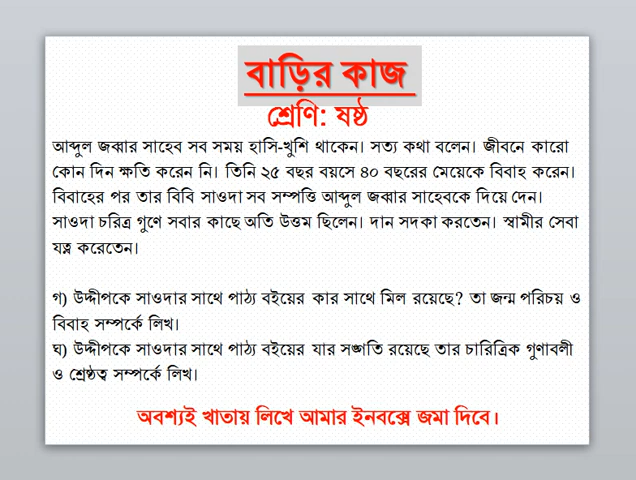 বাড়ির কাজ
শ্রেণি: ষষ্ঠ
আব্দুল জব্বার সাহেব সব সময় হাসি-খুশি থাকেন। সত্য কথা বলেন। জীবনে কারো
কোন দিন ক্ষতি করেন নি। তিনি ২৫ বছর বয়সে ৪০ বছরের মেয়েকে বিবাহ করেন।
বিবাহের পর তার বিবি সাওদা সব সম্পত্তি আব্দুল জব্বার সাহেবকে দিয়ে দেন।
সাওদা চরিত্র গুণে সবার কাছে অতি উত্তম ছিলেন। দান সদকা করতেন। স্বামীর সেবা
যত্ন করেতেন।
গ) উদ্দীপকে সাওদার সাথে পাঠ্য বইয়ের কার সাথে মিল রয়েছে? তা জন্ম পরিচয় ও
বিবাহ সম্পর্কে লিখ।
ঘ) উদ্দীপকে সাওদার সাথে পাঠ্য বইয়ের যার সঙ্গতি রয়েছে তার চারিত্রিক গুণাবলী
ও শ্রেষ্ঠত্ব সম্পর্কে লিখ।
অবশ্যই খাতায় লিখে আমার ইনবক্সে জমা দিবে।